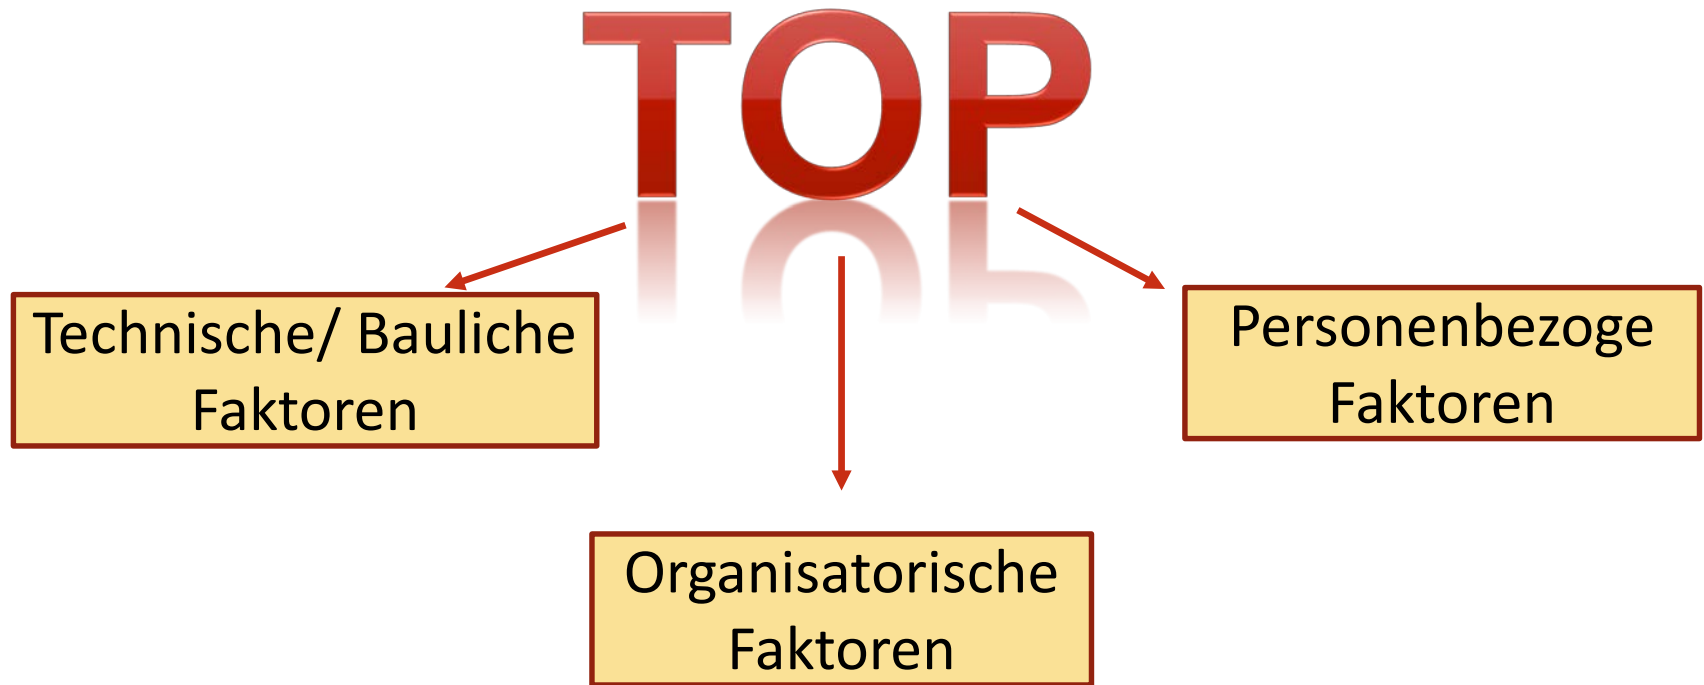 TOP
Technische/ Bauliche
Faktoren
Personenbezoge
Faktoren
Organisatorische
Faktoren